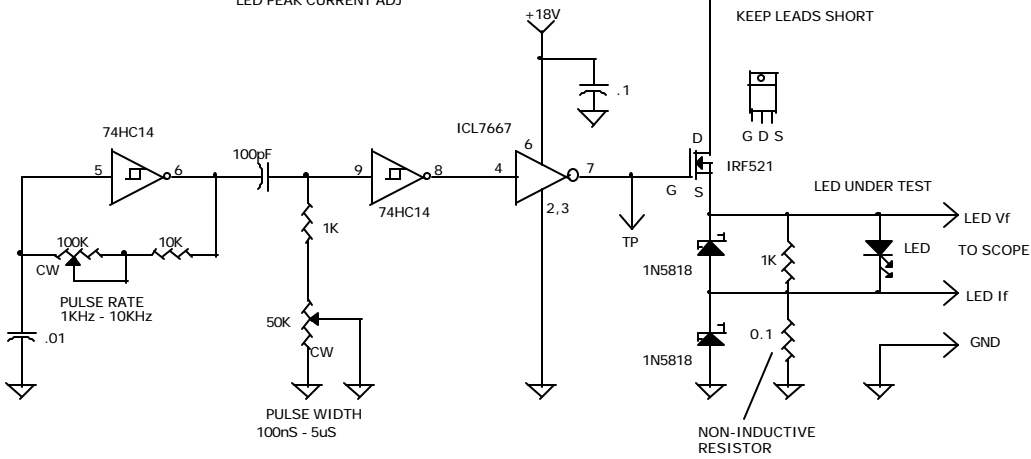 LED PEAK CURRENT ADJ
KEEP LEADS SHORT
+18V
.1
74HC14
5
6
100pF
9
8
74HC14
1K
ICL7667
6
4
7
2,3
TP
G D S
D
IRF521
G
S
LED UNDER TEST
LED Vf
TO SCOPE
LED
1N5818
1K
LED If
100K
10K
CW
PULSE RATE
1KHz - 10KHz
.01
50K
CW
PULSE WIDTH
100nS - 5uS
1N5818
0.1
GND
NON-INDUCTIVE
RESISTOR